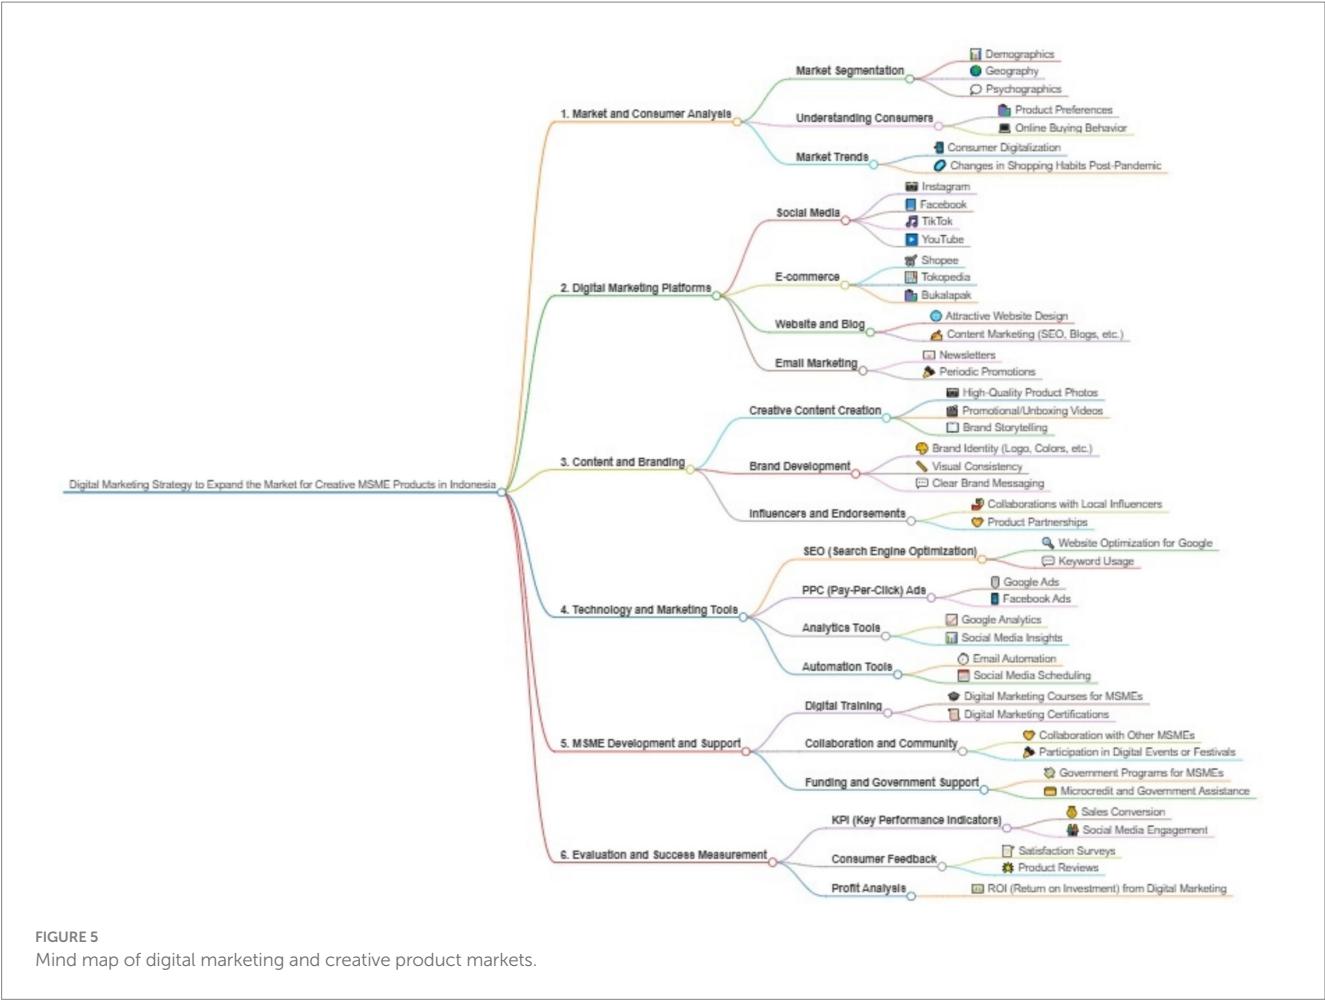 Digital Marketing Strategy to Expand the Market for Creative MSME Products in Indonesia
1. Market and Consumer Analysis
Market Segmentation
Demographics
Geography
Psychographics
Understanding Consumers
Product Preferences
Online Buying Behavior
Market Trends
Consumer Digitalization
Changes in Shopping Habits Post-Pandemic
2. Digital Marketing Platforms
Social Media
Instagram
Facebook
TikTok
YouTube
E-commerce
Shopee
Tokopedia
Bukalapak
Website and Blog
Attractive Website Design
Content Marketing (SEO, Blogs, etc.)
Email Marketing
Newsletters
Periodic Promotions
3. Content and Branding
Creative Content Creation
High-Quality Product Photos
Promotional/Unboxing Videos
Brand Storytelling
Brand Development
Brand Identity (Logo, Colors, etc.)
Visual Consistency
Clear Brand Messaging
Influencers and Endorsements
Collaborations with Local Influencers
Product Partnerships
4. Technology and Marketing Tools
SEO (Search Engine Optimization)
Website Optimization for Google
Keyword Usage
PPC (Pay-Per-Click) Ads
Google Ads
Facebook Ads
Analytics Tools
Google Analytics
Social Media Insights
Automation Tools
Email Automation
Social Media Scheduling
5. MSME Development and Support
Digital Training
Digital Marketing Courses for MSMEs
Digital Marketing Certifications
Collaboration and Community
Collaboration with Other MSMEs
Participation in Digital Events or Festivals
Funding and Government Support
Government Programs for MSMEs
Microcredit and Government Assistance
6. Evaluation and Success Measurement
KPI (Key Performance Indicators)
Sales Conversion
Social Media Engagement
Consumer Feedback
Satisfaction Surveys
Product Reviews
Profit Analysis
ROI (Return on Investment) from Digital Marketing
FIGURE 5
Mind map of digital marketing and creative product markets.